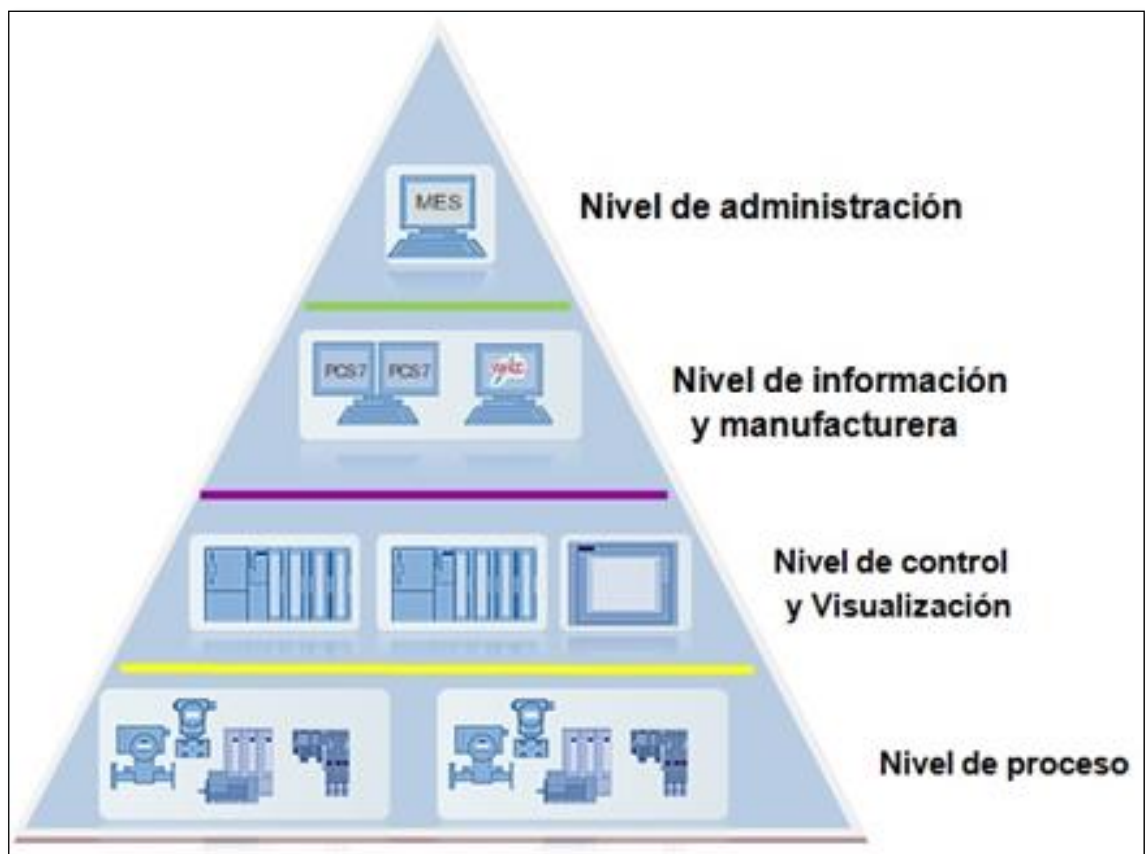 MES
Nivel de administración
PCS7 PCS7
Nivel de información
y manufacturera
Nivel de control
y Visualización
Nivel de proceso